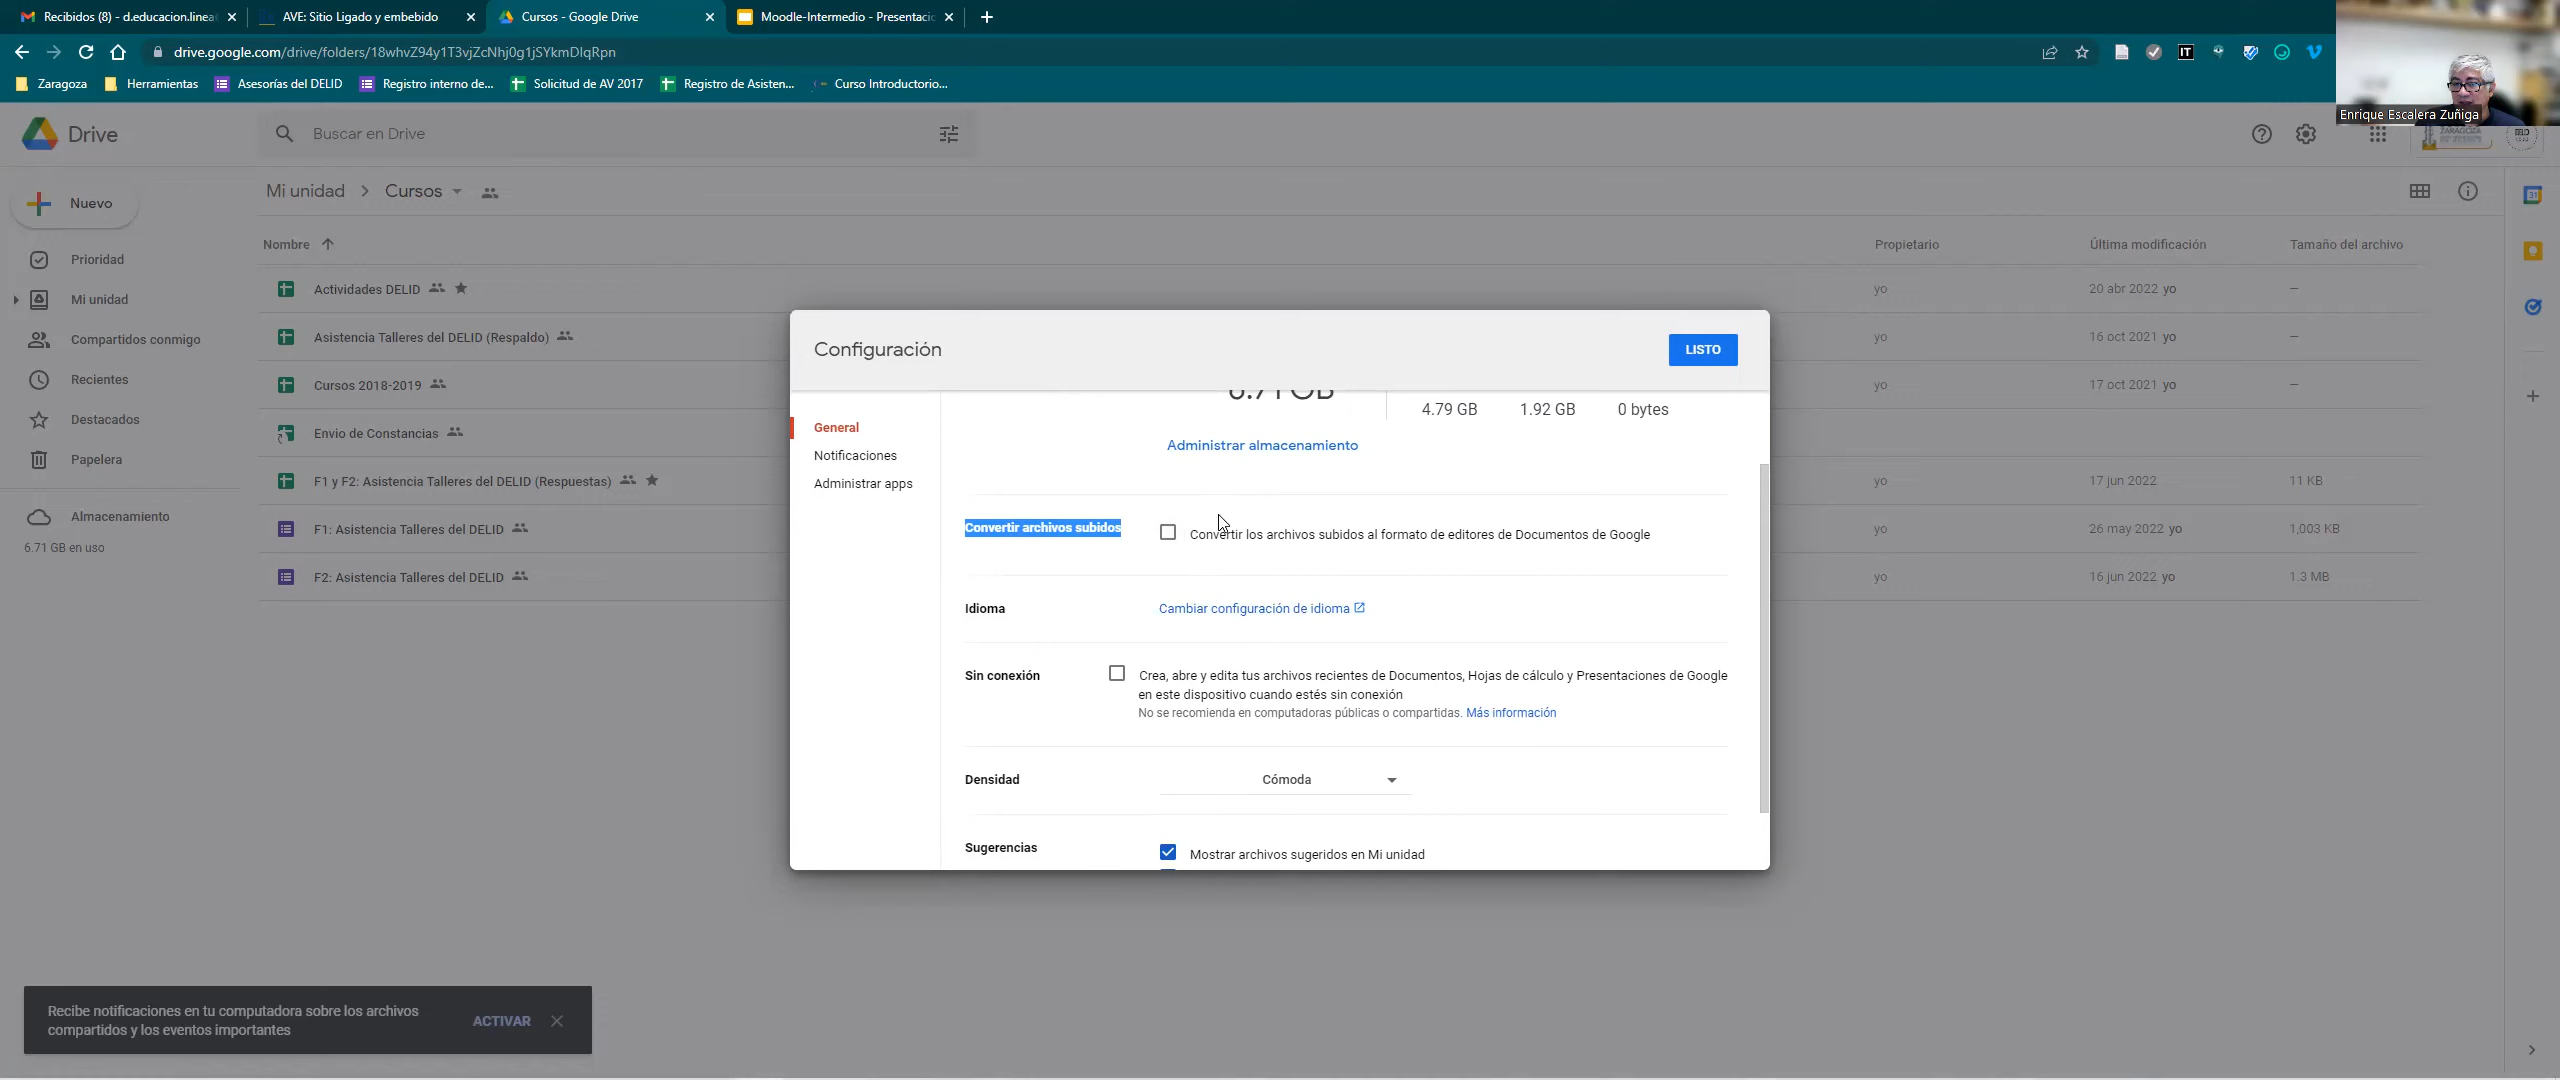 Recibidos (8) - d.educacion.linea
AVE: Sitio Ligado y embebido
Cursos - Google Drive
Moodle-Intermedio - Presentacio
drive.google.com/drive/folders/18whvZ94y1T3vjZcNhj0g1jSYkmDlqRpn
Zaragoza
Herramientas
Asesorías del DELID
Registro interno de...
Solicitud de AV 2017
Registro de Asisten...
Curso Introductorio...
Enrique Escalera Zuñiga
Drive
Buscar en Drive
Nuevo
Prioridad
Mi unidad
Compartidos conmigo
Recientes
Destacados
Papelera
Almacenamiento
6.71 GB en uso
Mi unidad > Cursos
Nombre
Propietario
Última modificación
Tamaño del archivo
Actividades DELID
yo
20 abr 2022 yo
–
Asistencia Talleres del DELID (Respaldo)
yo
16 oct 2021 yo
–
Cursos 2018-2019
yo
17 oct 2021 yo
–
Envio de Constancias
F1 y F2: Asistencia Talleres del DELID (Respuestas)
yo
17 jun 2022
11 KB
F1: Asistencia Talleres del DELID
yo
26 may 2022 yo
1,003 KB
F2: Asistencia Talleres del DELID
yo
16 jun 2022 yo
1.3 MB
Configuración
LISTO
General
Notificaciones
Administrar apps
6.71 GB
4.79 GB
1.92 GB
0 bytes
Administrar almacenamiento
Convertir archivos subidos
Convertir los archivos subidos al formato de editores de Documentos de Google
Idioma
Cambiar configuración de idioma
Sin conexión
Crea, abre y edita tus archivos recientes de Documentos, Hojas de cálculo y Presentaciones de Google
en este dispositivo cuando estés sin conexión
No se recomienda en computadoras públicas o compartidas. Más información
Densidad
Cómoda
Sugerencias
Mostrar archivos sugeridos en Mi unidad
Recibe notificaciones en tu computadora sobre los archivos
compartidos y los eventos importantes
ACTIVAR